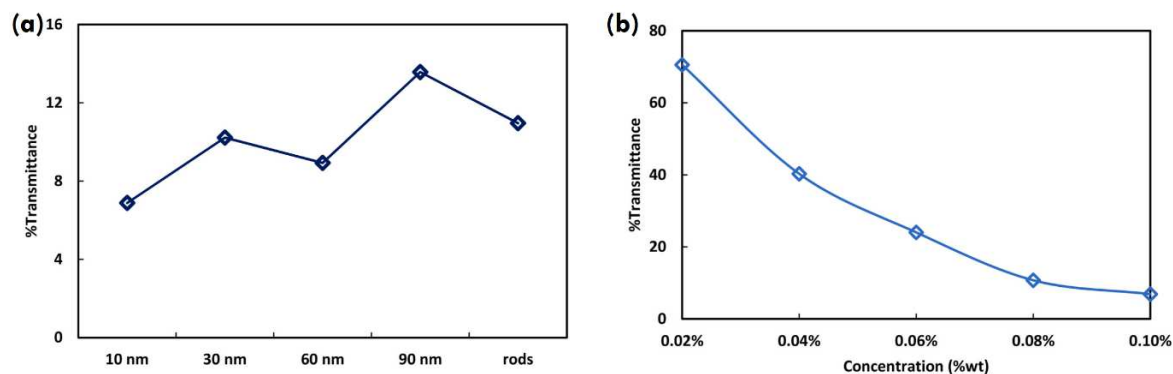 (a)
16
12
8
4
0
%Transmittance
10 nm 30 nm 60 nm 90 nm rods
(b)
80
60
40
20
0
%Transmittance
0.02% 0.04% 0.06% 0.08% 0.10%
Concentration (%wt)